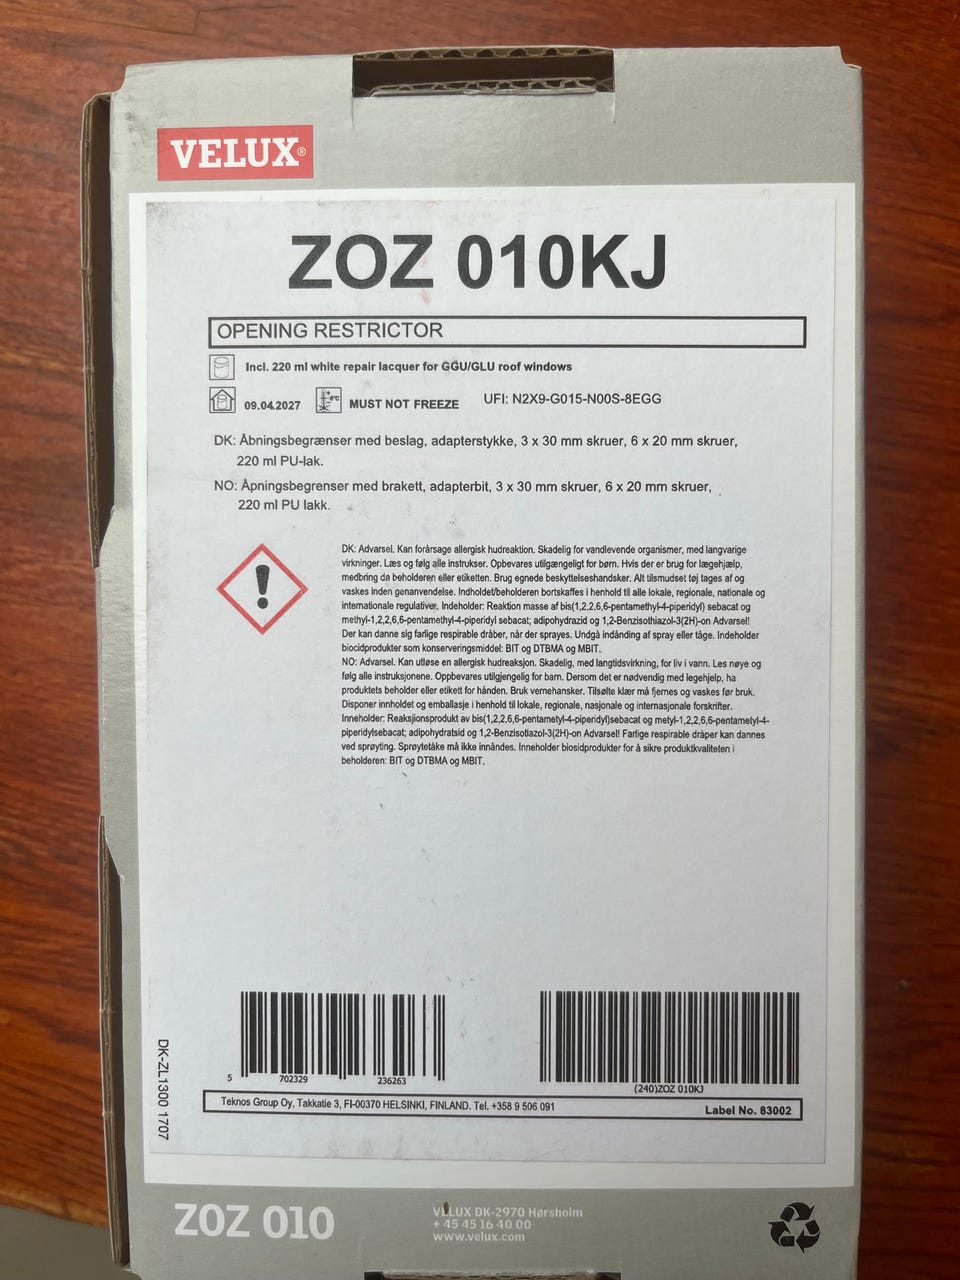 VELUX®
ZOZ 010KJ
OPENING RESTRICTOR
Incl. 220 ml white repair lacquer for GGU/GLU roof windows
09.04.2027 +°C MUST NOT FREEZE UFI: N2X9-G015-N00S-8EGG
DK: Åbningsbegrænser med beslag, adapterstykke, 3 x 30 mm skruer, 6 x 20 mm skruer,
220 ml PU-lak.
NO: Åpningsbegrenser med brakett, adapterbit, 3 x 30 mm skruer, 6 x 20 mm skruer,
220 ml PU lakk.
DK: Advarsel. Kan forårsage allergisk hudreaktion. Skadelig for vandlevende organismer, med langvarige
virkninger. Læs og følg alle instrukser. Opbevares utilgængeligt for børn. Hvis der er brug for lægehjælp,
medbring da beholderen eller etiketten. Brug egnede beskyttelseshandsker. Alt tilsmudset tøj tages af og
vaskes inden genanvendelse. Indholdet/beholderen bortskaffes i henhold til alle lokale, regionale, nationale og
internationale regulativer. Indeholder: Reaktion masse af bis(1,2,2,6,6-pentamethyl-4-piperidyl) sebacat og
methyl-1,2,2,6,6-pentamethyl-4-piperidyl sebacat; adipohydrazid og 1,2-Benzisothiazol-3(2H)-on Advarsel!
Der kan danne sig farlige respirable dråber, når der sprayes. Undgå indånding af spray eller tåge. Indeholder
biocidprodukter som konserveringsmiddel: BIT og DTBMA og MBIT.
NO: Advarsel. Kan utløse en allergisk hudreaksjon. Skadelig, med langtidsvirkning, for liv i vann. Les nøye og
følg alle instruksjonene. Oppbevares utilgjengelig for barn. Dersom det er nødvendig med legehjelp, ha
produktets beholder eller etikett for hånden. Bruk vernehansker. Tilsølte klær må fjernes og vaskes før bruk.
Disponer innholdet og emballasje i henhold til lokale, regionale, nasjonale og internasjonale forskrifter.
Inneholder: Reaksjonsprodukt av bis(1,2,2,6,6-pentametyl-4-piperidyl)sebacat og metyl-1,2,2,6,6-pentametyl-4-
piperidylsebacat; adipohydratsid og 1,2-Benzisotiazol-3(2H)-on Advarsel! Farlige respirable dråper kan dannes
ved sprøyting. Sprøytetåke må ikke innåndes. Inneholder biosidprodukter for å sikre produktkvaliteten i
beholderen: BIT og DTBMA og MBIT.
5 702329 236263
(240)ZOZ 010KJ
Teknos Group Oy, Takkatie 3, FI-00370 HELSINKI, FINLAND. Tel. +358 9 506 091
Label No. 83002
DK-ZL1300 1707
ZOZ 010
VELUX DK-2970 Hørsholm
+ 45 45 16 40 00
www.velux.com